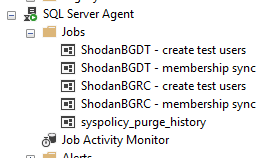 SQL Server Agent
Jobs
ShodanBGDT - create test users
ShodanBGDT - membership sync
ShodanBGRC - create test users
ShodanBGRC - membership sync
syspolicy_purge_history
Job Activity Monitor
Alerts